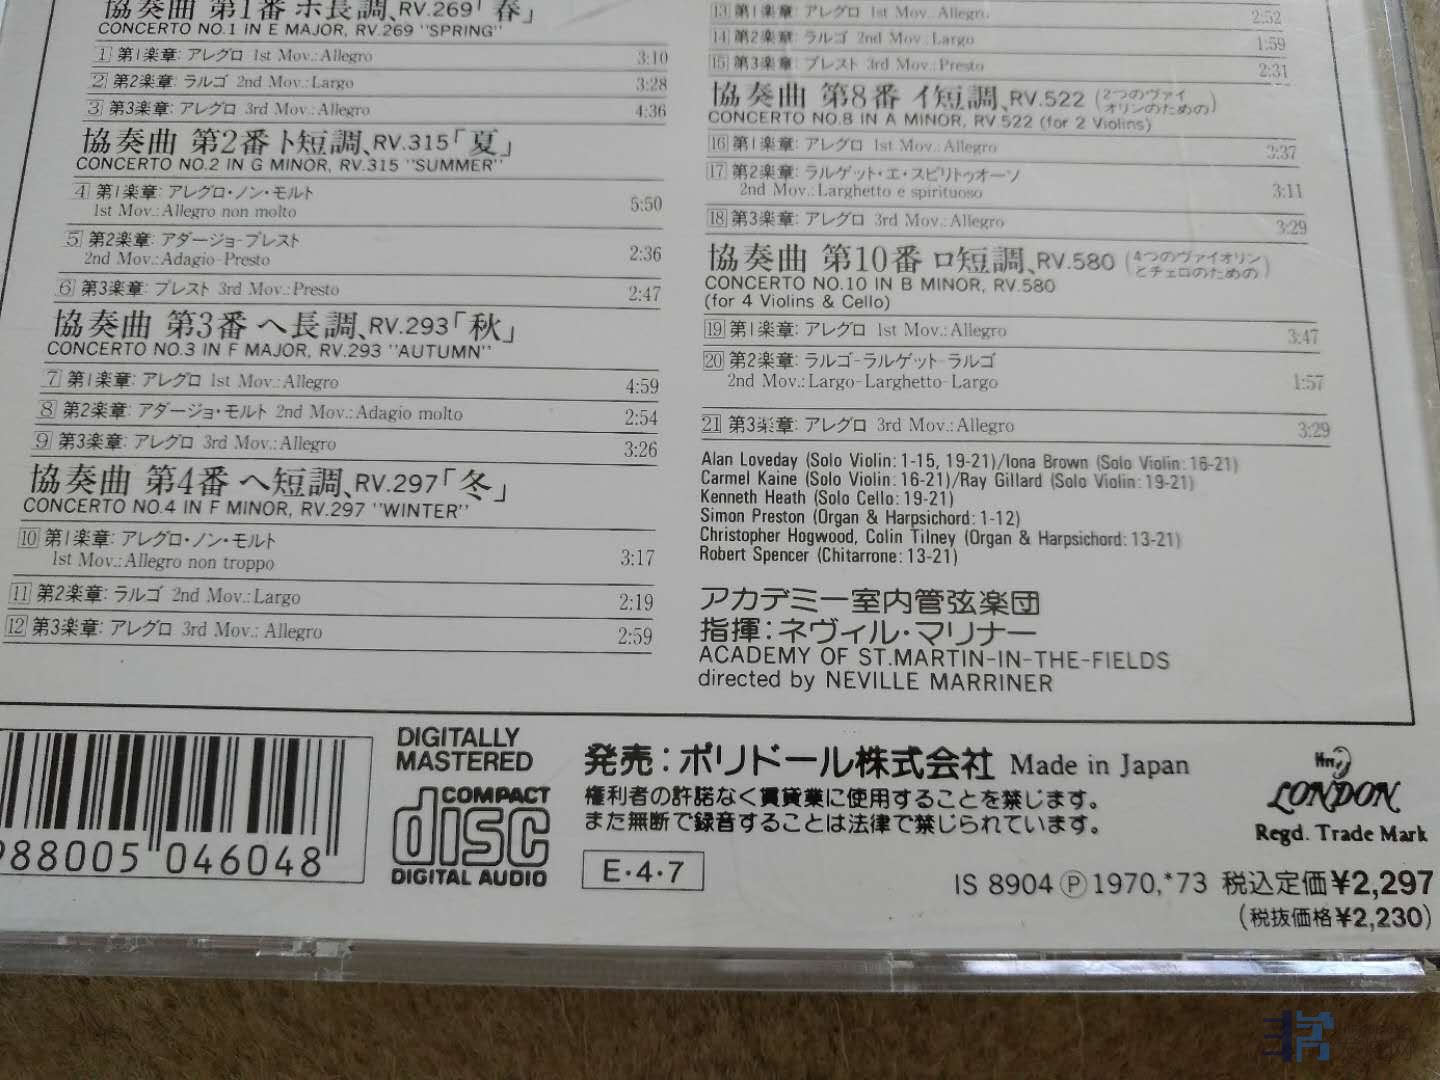 協奏曲 第1番 ホ長調、RV.269「春」
CONCERTO NO.1 IN E MAJOR, RV.269 "SPRING"
1 第1楽章: アレグロ 1st Mov.:Allegro 3:10
2 第2楽章: ラルゴ 2nd Mov.:Largo 3:28
3 第3楽章: アレグロ 3rd Mov.:Allegro 4:36
協奏曲 第2番 ト短調、RV.315「夏」
CONCERTO NO.2 IN G MINOR, RV.315 "SUMMER"
4 第1楽章: アレグロ・ノン・モルト
1st Mov.:Allegro non molto 5:50
5 第2楽章: アダージョ-プレスト
2nd Mov.:Adagio-Presto 2:36
6 第3楽章: プレスト 3rd Mov.:Presto 2:47
協奏曲 第3番 ヘ長調、RV.293「秋」
CONCERTO NO.3 IN F MAJOR, RV.293 "AUTUMN"
7 第1楽章: アレグロ 1st Mov.:Allegro 4:59
8 第2楽章: アダージョ・モルト 2nd Mov.:Adagio molto 2:54
9 第3楽章: アレグロ 3rd Mov.:Allegro 3:26
協奏曲 第4番 ヘ短調、RV.297「冬」
CONCERTO NO.4 IN F MINOR, RV.297 "WINTER"
10 第1楽章: アレグロ・ノン・モルト
1st Mov.:Allegro non troppo 3:17
11 第2楽章: ラルゴ 2nd Mov.:Largo 2:19
12 第3楽章: アレグロ 3rd Mov.:Allegro 2:59
13 第1楽章: アレグロ 1st Mov.:Allegro 2:52
14 第2楽章: ラルゴ 2nd Mov.:Largo 1:59
15 第3楽章: プレスト 3rd Mov.:Presto 2:31
協奏曲 第8番 イ短調、RV.522 (2つのヴァイオリンのための)
CONCERTO NO.8 IN A MINOR, RV 522 (for 2 Violins)
16 第1楽章: アレグロ 1st Mov.:Allegro 3:37
17 第2楽章: ラルゲット・エ・スピリトゥオーソ
2nd Mov.:Larghetto e spirituoso 3:11
18 第3楽章: アレグロ 3rd Mov.:Allegro 3:29
協奏曲 第10番 ロ短調、RV.580 (4つのヴァイオリンとチェロのための)
CONCERTO NO.10 IN B MINOR, RV.580
(for 4 Violins & Cello)
19 第1楽章: アレグロ 1st Mov.:Allegro 3:47
20 第2楽章: ラルゴ-ラルゲット-ラルゴ
2nd Mov.:Largo-Larghetto-Largo 1:57
21 第3楽章: アレグロ 3rd Mov.:Allegro 3:29
Alan Loveday (Solo Violin: 1-15, 19-21)/Iona Brown (Solo Violin: 16-21)
Carmel Kaine (Solo Violin: 16-21)/Ray Gillard (Solo Violin: 19-21)
Kenneth Heath (Solo Cello: 19-21)
Simon Preston (Organ & Harpsichord: 1-12)
Christopher Hogwood, Colin Tilney (Organ & Harpsichord: 13-21)
Robert Spencer (Chitarrone: 13-21)
アカデミー室内管弦楽団
指揮：ネヴィル・マリナー
ACADEMY OF ST.MARTIN-IN-THE-FIELDS
directed by NEVILLE MARRINER
988005 046048
DIGITALLY
MASTERED
COMPACT
disc
DIGITAL AUDIO
発売：ポリドール株式会社 Made in Japan
権利者の許諾なく賃貸業に使用することを禁じます。
また無断で録音することは法律で禁じられています。
E・4・7
LONDON
Regd. Trade Mark
IS 8904 Ⓟ 1970,*73 税込定価¥2,297
(税抜価格¥2,230)